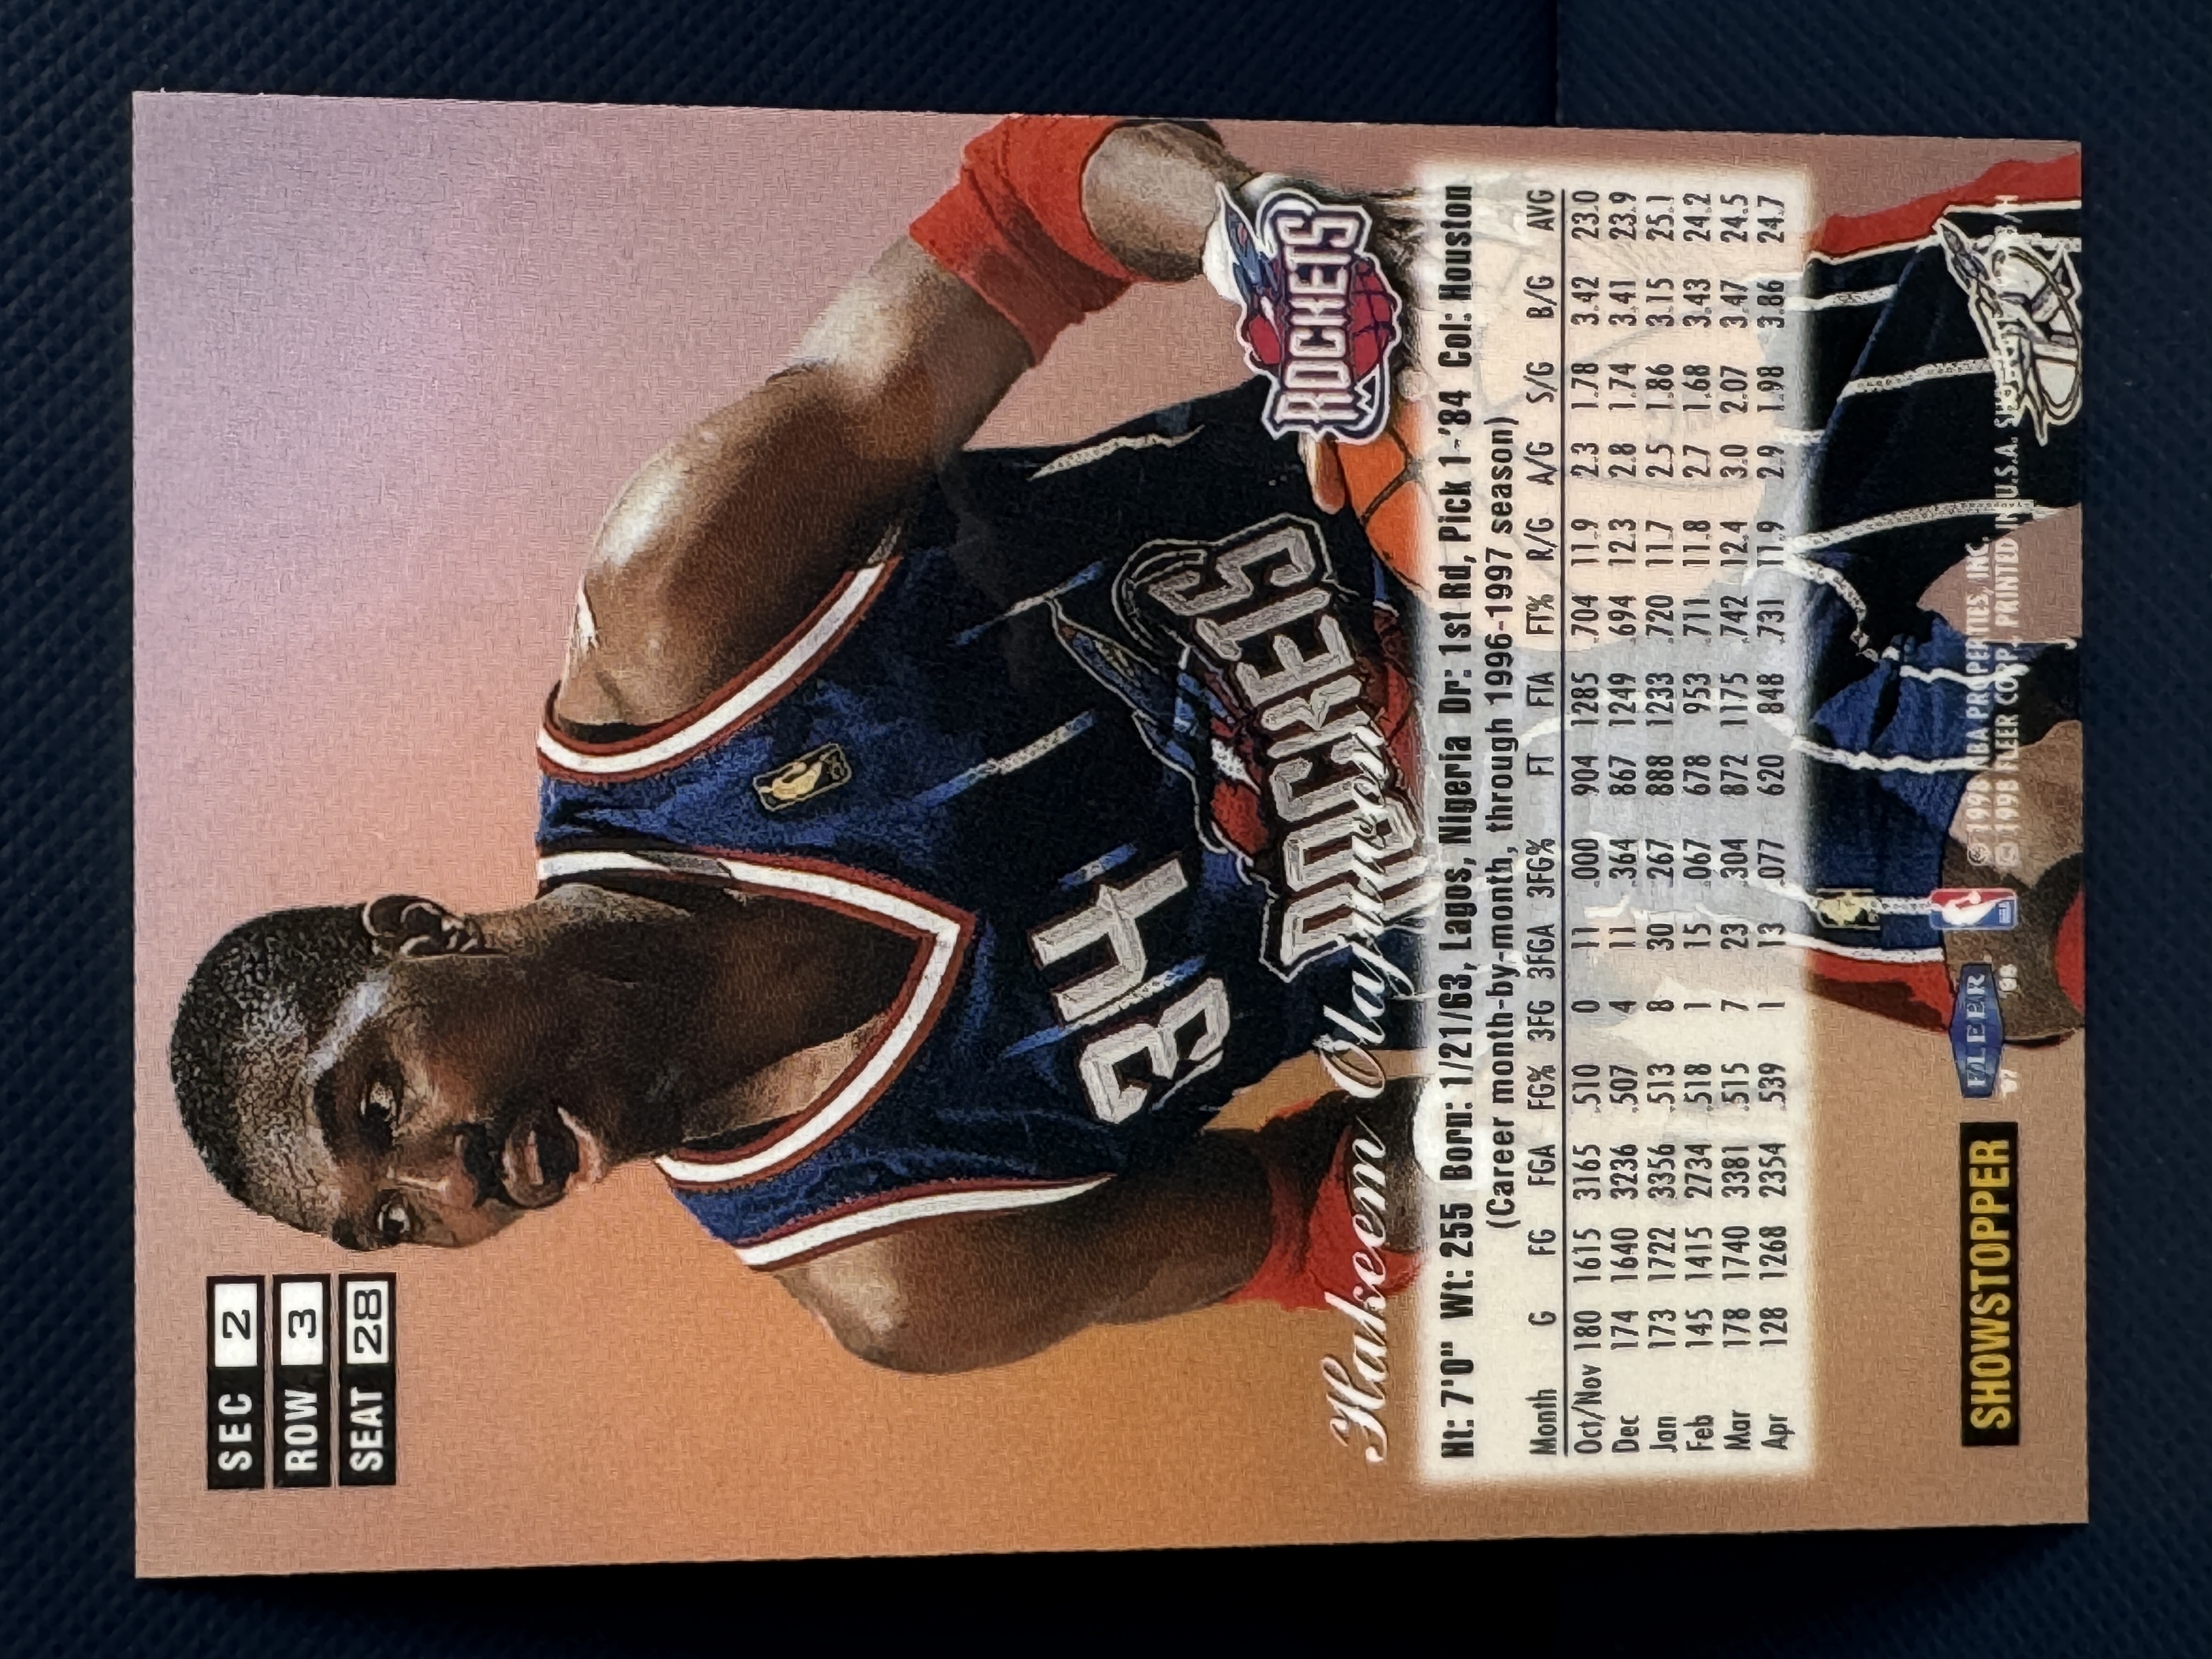 SEC 2
ROW 3
SEAT 28
34
ROCKETS
ROCKETS
Hakeem Olajuwon
Ht: 7'0" Wt: 255 Born: 1/21/63, Lagos, Nigeria Dr: 1st Rd, Pick 1-'84 Col: Houston
(Career month-by-month, through 1996-1997 season)
Month G FG FGA FG% 3FG 3FGA 3FG% FT FTA FT% R/G A/G S/G B/G AVG
Oct/Nov 180 1615 3165 .510 0 11 .000 904 1285 .704 11.9 2.3 1.78 3.42 23.0
Dec 174 1640 3236 .507 4 11 .364 867 1249 .694 12.3 2.8 1.74 3.41 23.9
Jan 173 1722 3356 .513 8 30 .267 888 1233 .720 11.7 2.5 1.86 3.15 25.1
Feb 145 1415 2734 .518 1 15 .067 678 953 .711 11.8 2.7 1.68 3.43 24.2
Mar 178 1740 3381 .515 7 23 .304 872 1175 .742 12.4 3.0 2.07 3.47 24.5
Apr 128 1268 2354 .539 1 13 .077 620 848 .731 11.9 2.9 1.98 3.86 24.7
SHOWSTOPPER
FLEER
'97 '98
© 1998 NBA PROPERTIES, INC.
© 1998 FLEER CORP. PRINTED IN U.S.A.